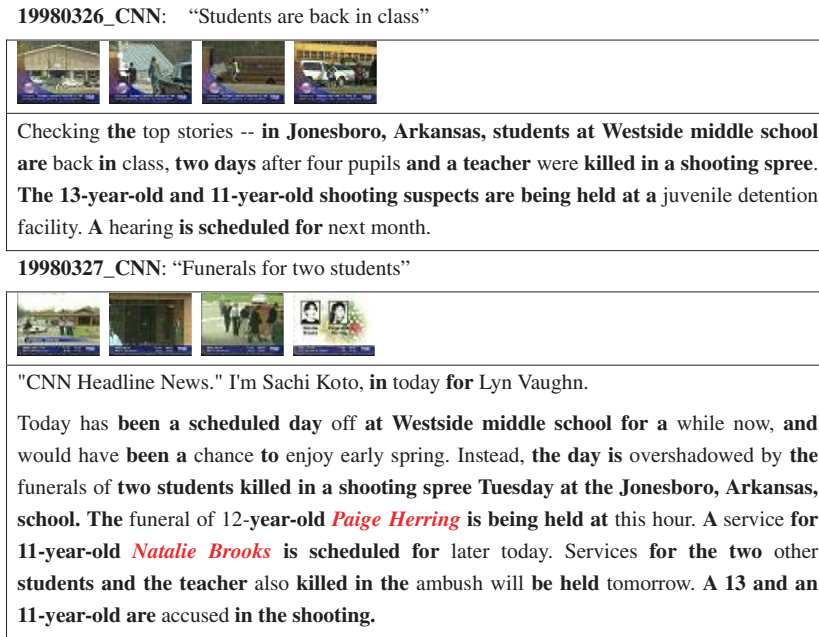 19980326_CNN: “Students are back in class”
Checking the top stories -- in Jonesboro, Arkansas, students at Westside middle school
are back in class, two days after four pupils and a teacher were killed in a shooting spree.
The 13-year-old and 11-year-old shooting suspects are being held at a juvenile detention
facility. A hearing is scheduled for next month.
19980327_CNN: “Funerals for two students”
"CNN Headline News." I'm Sachi Koto, in today for Lyn Vaughn.
Today has been a scheduled day off at Westside middle school for a while now, and
would have been a chance to enjoy early spring. Instead, the day is overshadowed by the
funerals of two students killed in a shooting spree Tuesday at the Jonesboro, Arkansas,
school. The funeral of 12-year-old Paige Herring is being held at this hour. A service for
11-year-old Natalie Brooks is scheduled for later today. Services for the two other
students and the teacher also killed in the ambush will be held tomorrow. A 13 and an
11-year-old are accused in the shooting.